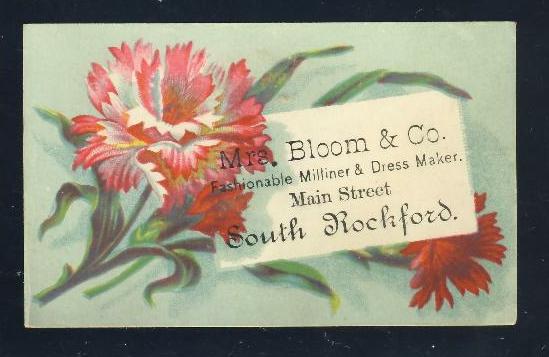 Mrs. Bloom & Co.
Fashionable Milliner & Dress Maker.
Main Street
South Rockford.